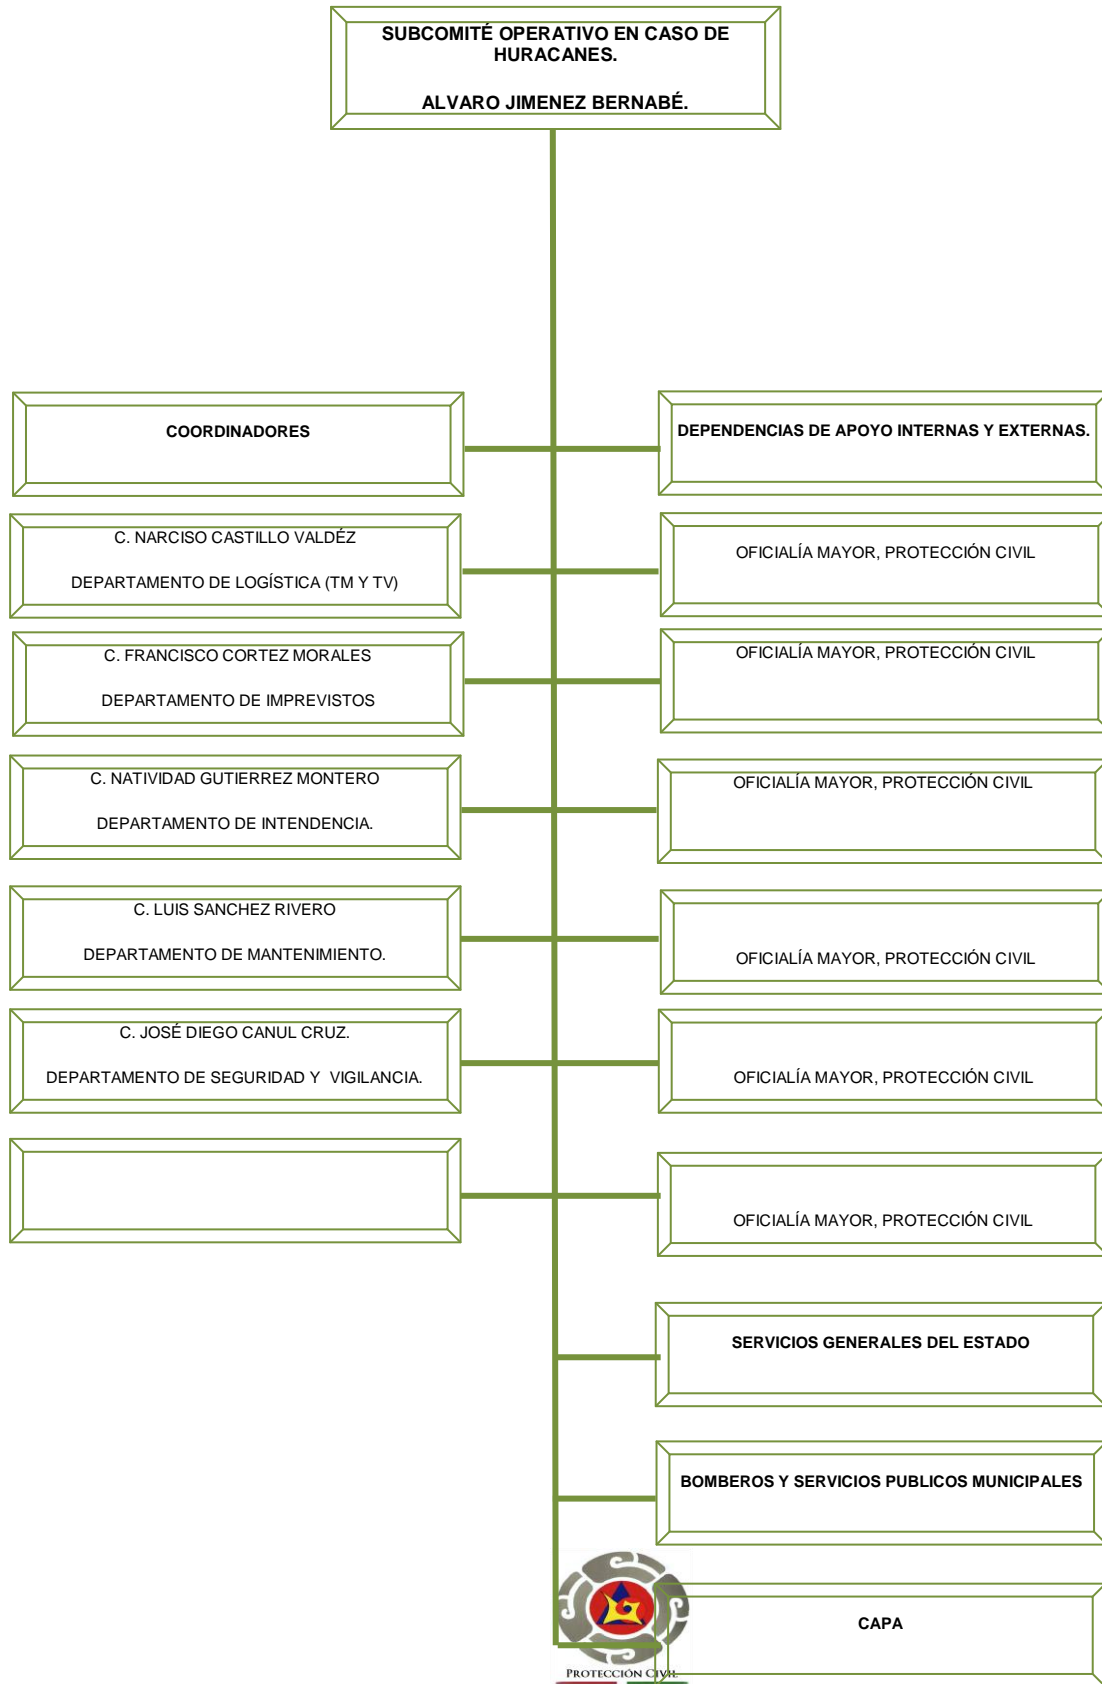 SUBCOMITÉ OPERATIVO EN CASO DE
HURACANES.
ALVARO JIMENEZ BERNABÉ.
COORDINADORES
DEPENDENCIAS DE APOYO INTERNAS Y EXTERNAS.
C. NARCISO CASTILLO VALDÉZ
DEPARTAMENTO DE LOGÍSTICA (TM Y TV)
OFICIALÍA MAYOR, PROTECCIÓN CIVIL
C. FRANCISCO CORTEZ MORALES
DEPARTAMENTO DE IMPREVISTOS
OFICIALÍA MAYOR, PROTECCIÓN CIVIL
C. NATIVIDAD GUTIERREZ MONTERO
DEPARTAMENTO DE INTENDENCIA.
OFICIALÍA MAYOR, PROTECCIÓN CIVIL
C. LUIS SANCHEZ RIVERO
DEPARTAMENTO DE MANTENIMIENTO.
OFICIALÍA MAYOR, PROTECCIÓN CIVIL
C. JOSÉ DIEGO CANUL CRUZ.
DEPARTAMENTO DE SEGURIDAD Y  VIGILANCIA.
OFICIALÍA MAYOR, PROTECCIÓN CIVIL
OFICIALÍA MAYOR, PROTECCIÓN CIVIL
SERVICIOS GENERALES DEL ESTADO
BOMBEROS Y SERVICIOS PUBLICOS MUNICIPALES
CAPA
PROTECCIÓN CIVIL